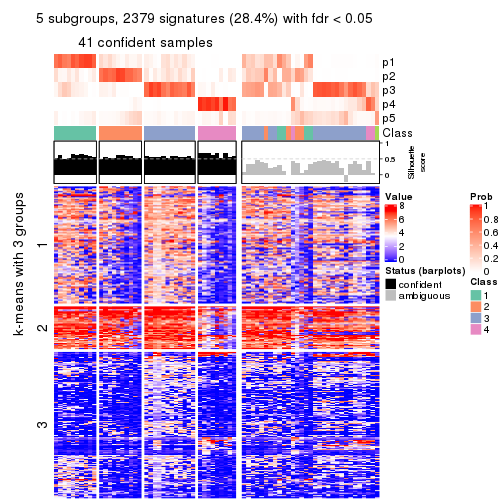 5 subgroups, 2379 signatures (28.4%) with fdr < 0.05
41 confident samples
p1
p2
p3
p4
p5
Class
1
0.5
0
Silhouette
score
k-means with 3 groups
1
2
3
Value
8
6
4
2
0
Status (barplots)
confident
ambiguous
Prob
1
0.8
0.6
0.4
0.2
0
Class
1
2
3
4